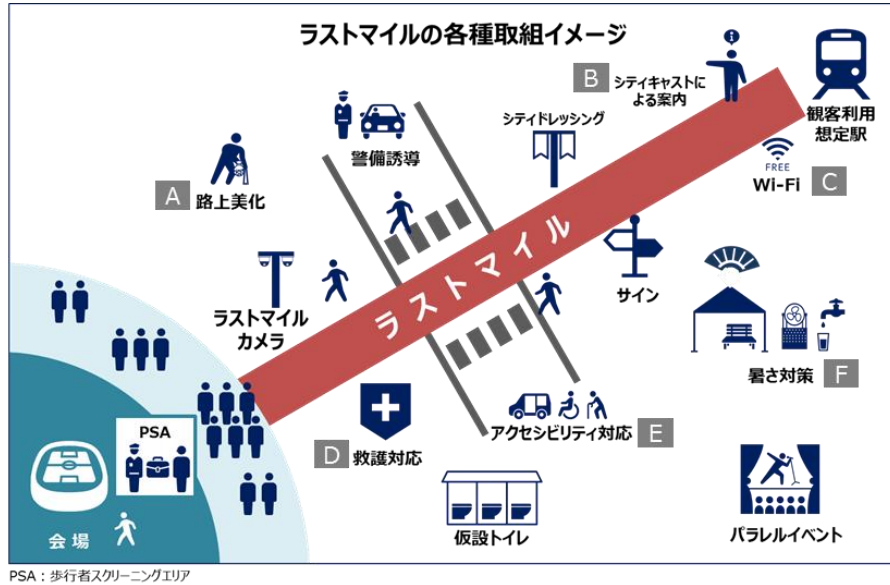 ラストマイルの各種取組イメージ
B シティキャスト
による案内
観客利用
想定駅
シティドレッシング
警備誘導
FREE
Wi-Fi C
A 路上美化
ラストマイル
サイン
ラストマイル
カメラ
暑さ対策 F
PSA
D 救護対応
アクセシビリティ対応 E
会場
仮設トイレ
パラレルイベント
PSA:歩行者スクリーニングエリア